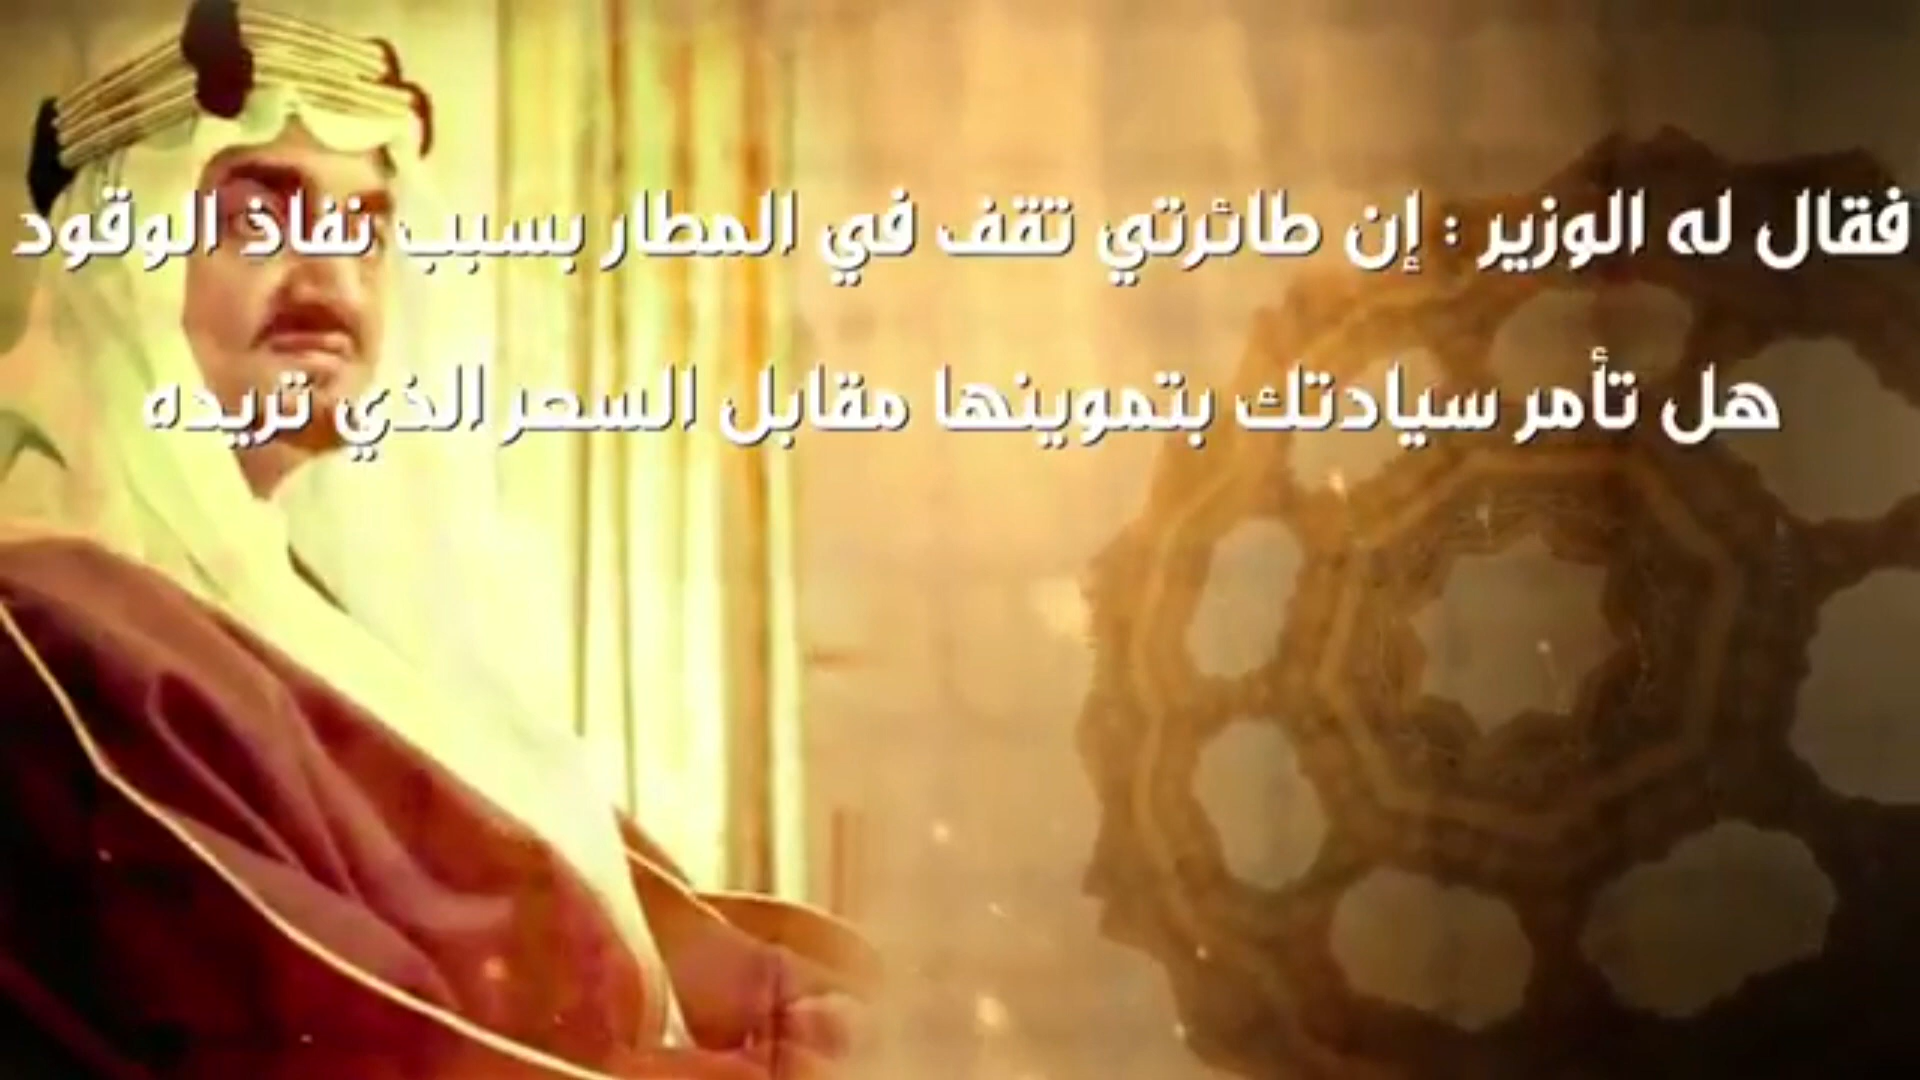 فقال له الوزير : إن طائرتي تقف في المطار بسبب نفاذ الوقود
هل تأمر سيادتك بتموينها مقابل السعر الذي تريده